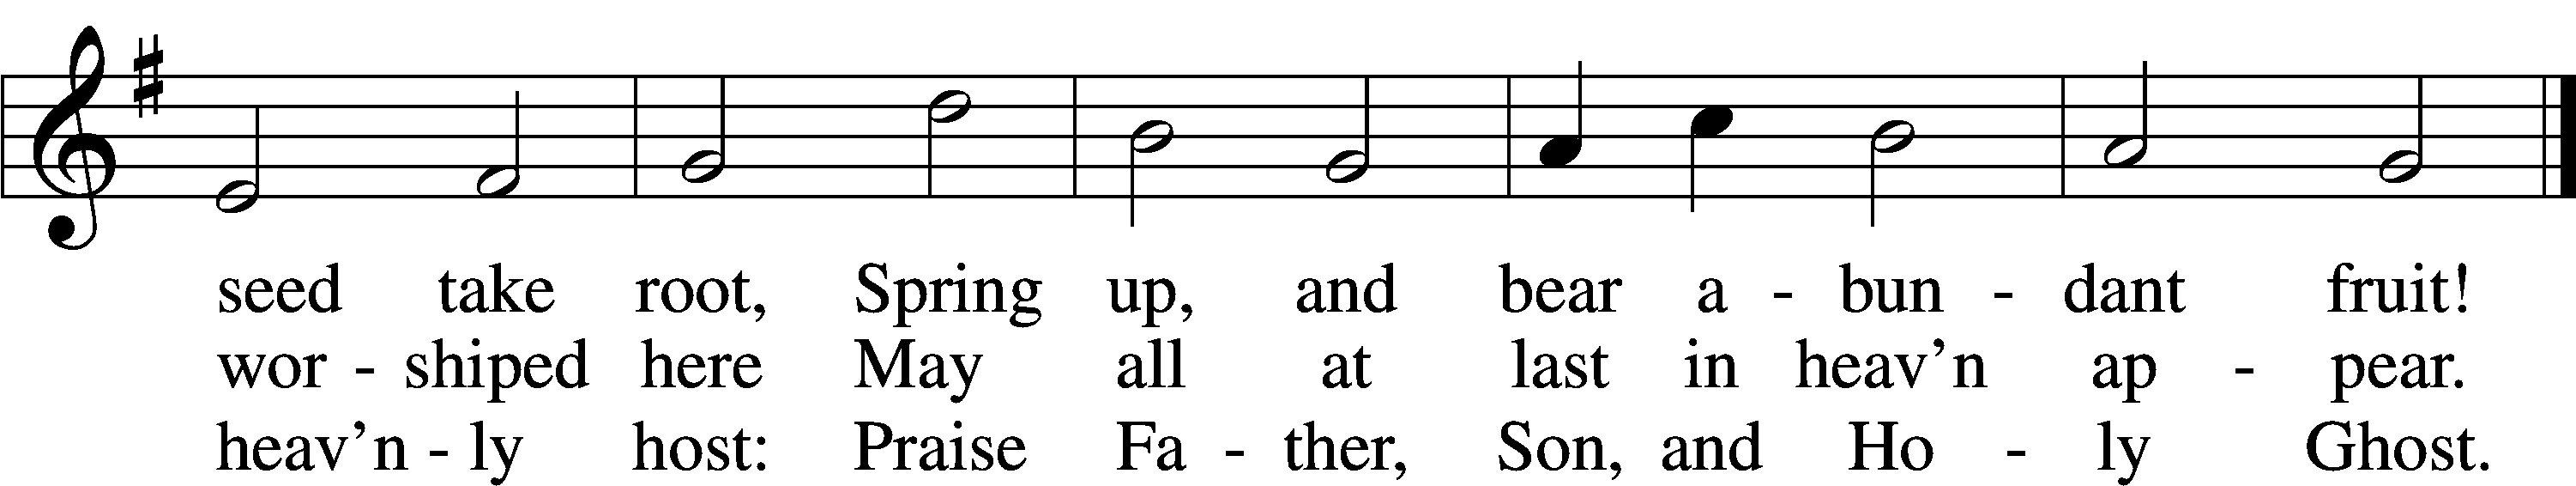 seed take root, Spring up, and bear a - bun - dant fruit!
wor - shiped here May all at last in heav’n ap - pear.
heav’n - ly host: Praise Fa - ther, Son, and Ho - ly Ghost.